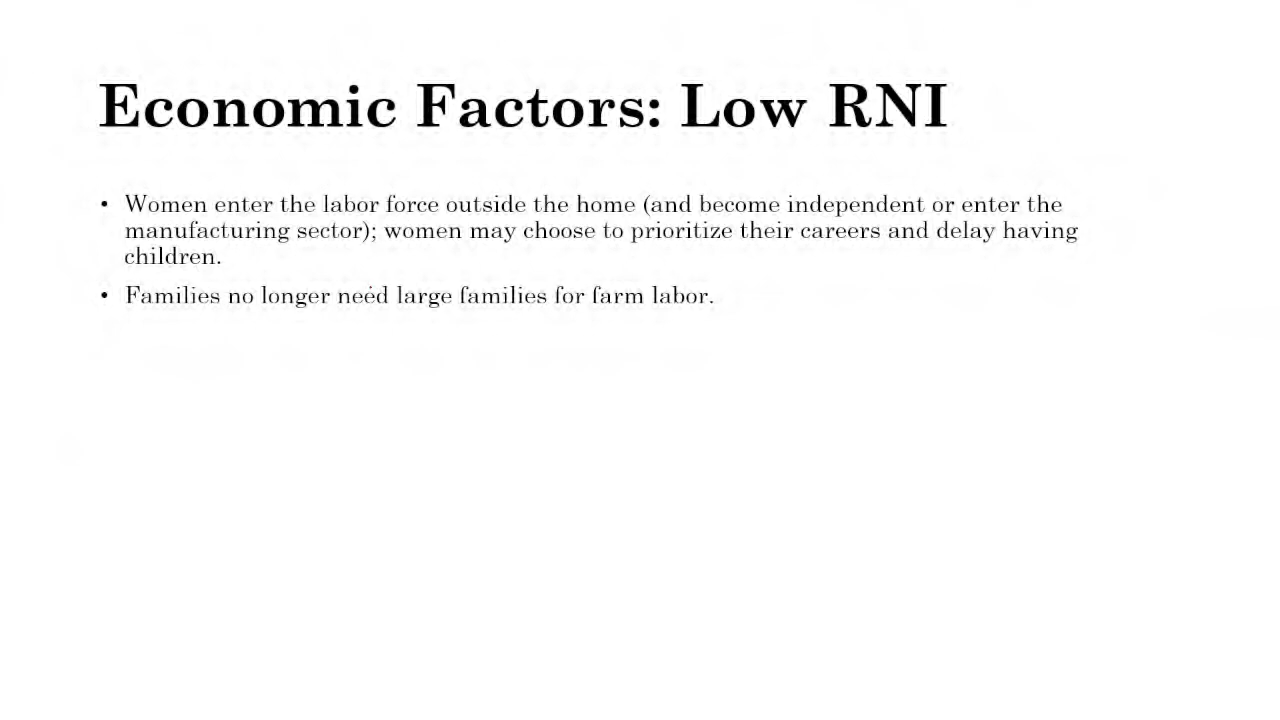 Economic Factors: Low RNI
• Women enter the labor force outside the home (and become independent or enter the
manufacturing sector); women may choose to prioritize their careers and delay having
children.
• Families no longer need large families for farm labor.